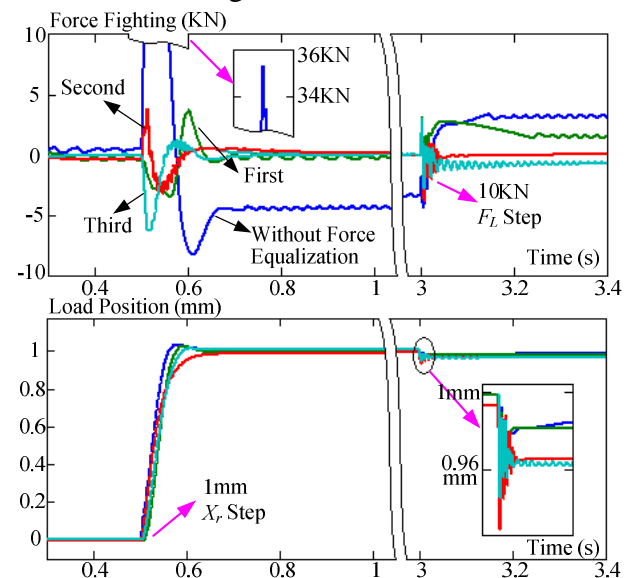 Force Fighting (KN)
10
5
0
-5
-10
Second
Third
First
Without Force
Equalization
36KN
34KN
10KN
F_L Step
Time (s)
0.4 0.6 0.8 1 3 3.2 3.4
Load Position (mm)
1
0.8
0.6
0.4
0.2
0
1mm
X_r Step
1mm
0.96
mm
Time (s)
0.4 0.6 0.8 1 3 3.2 3.4